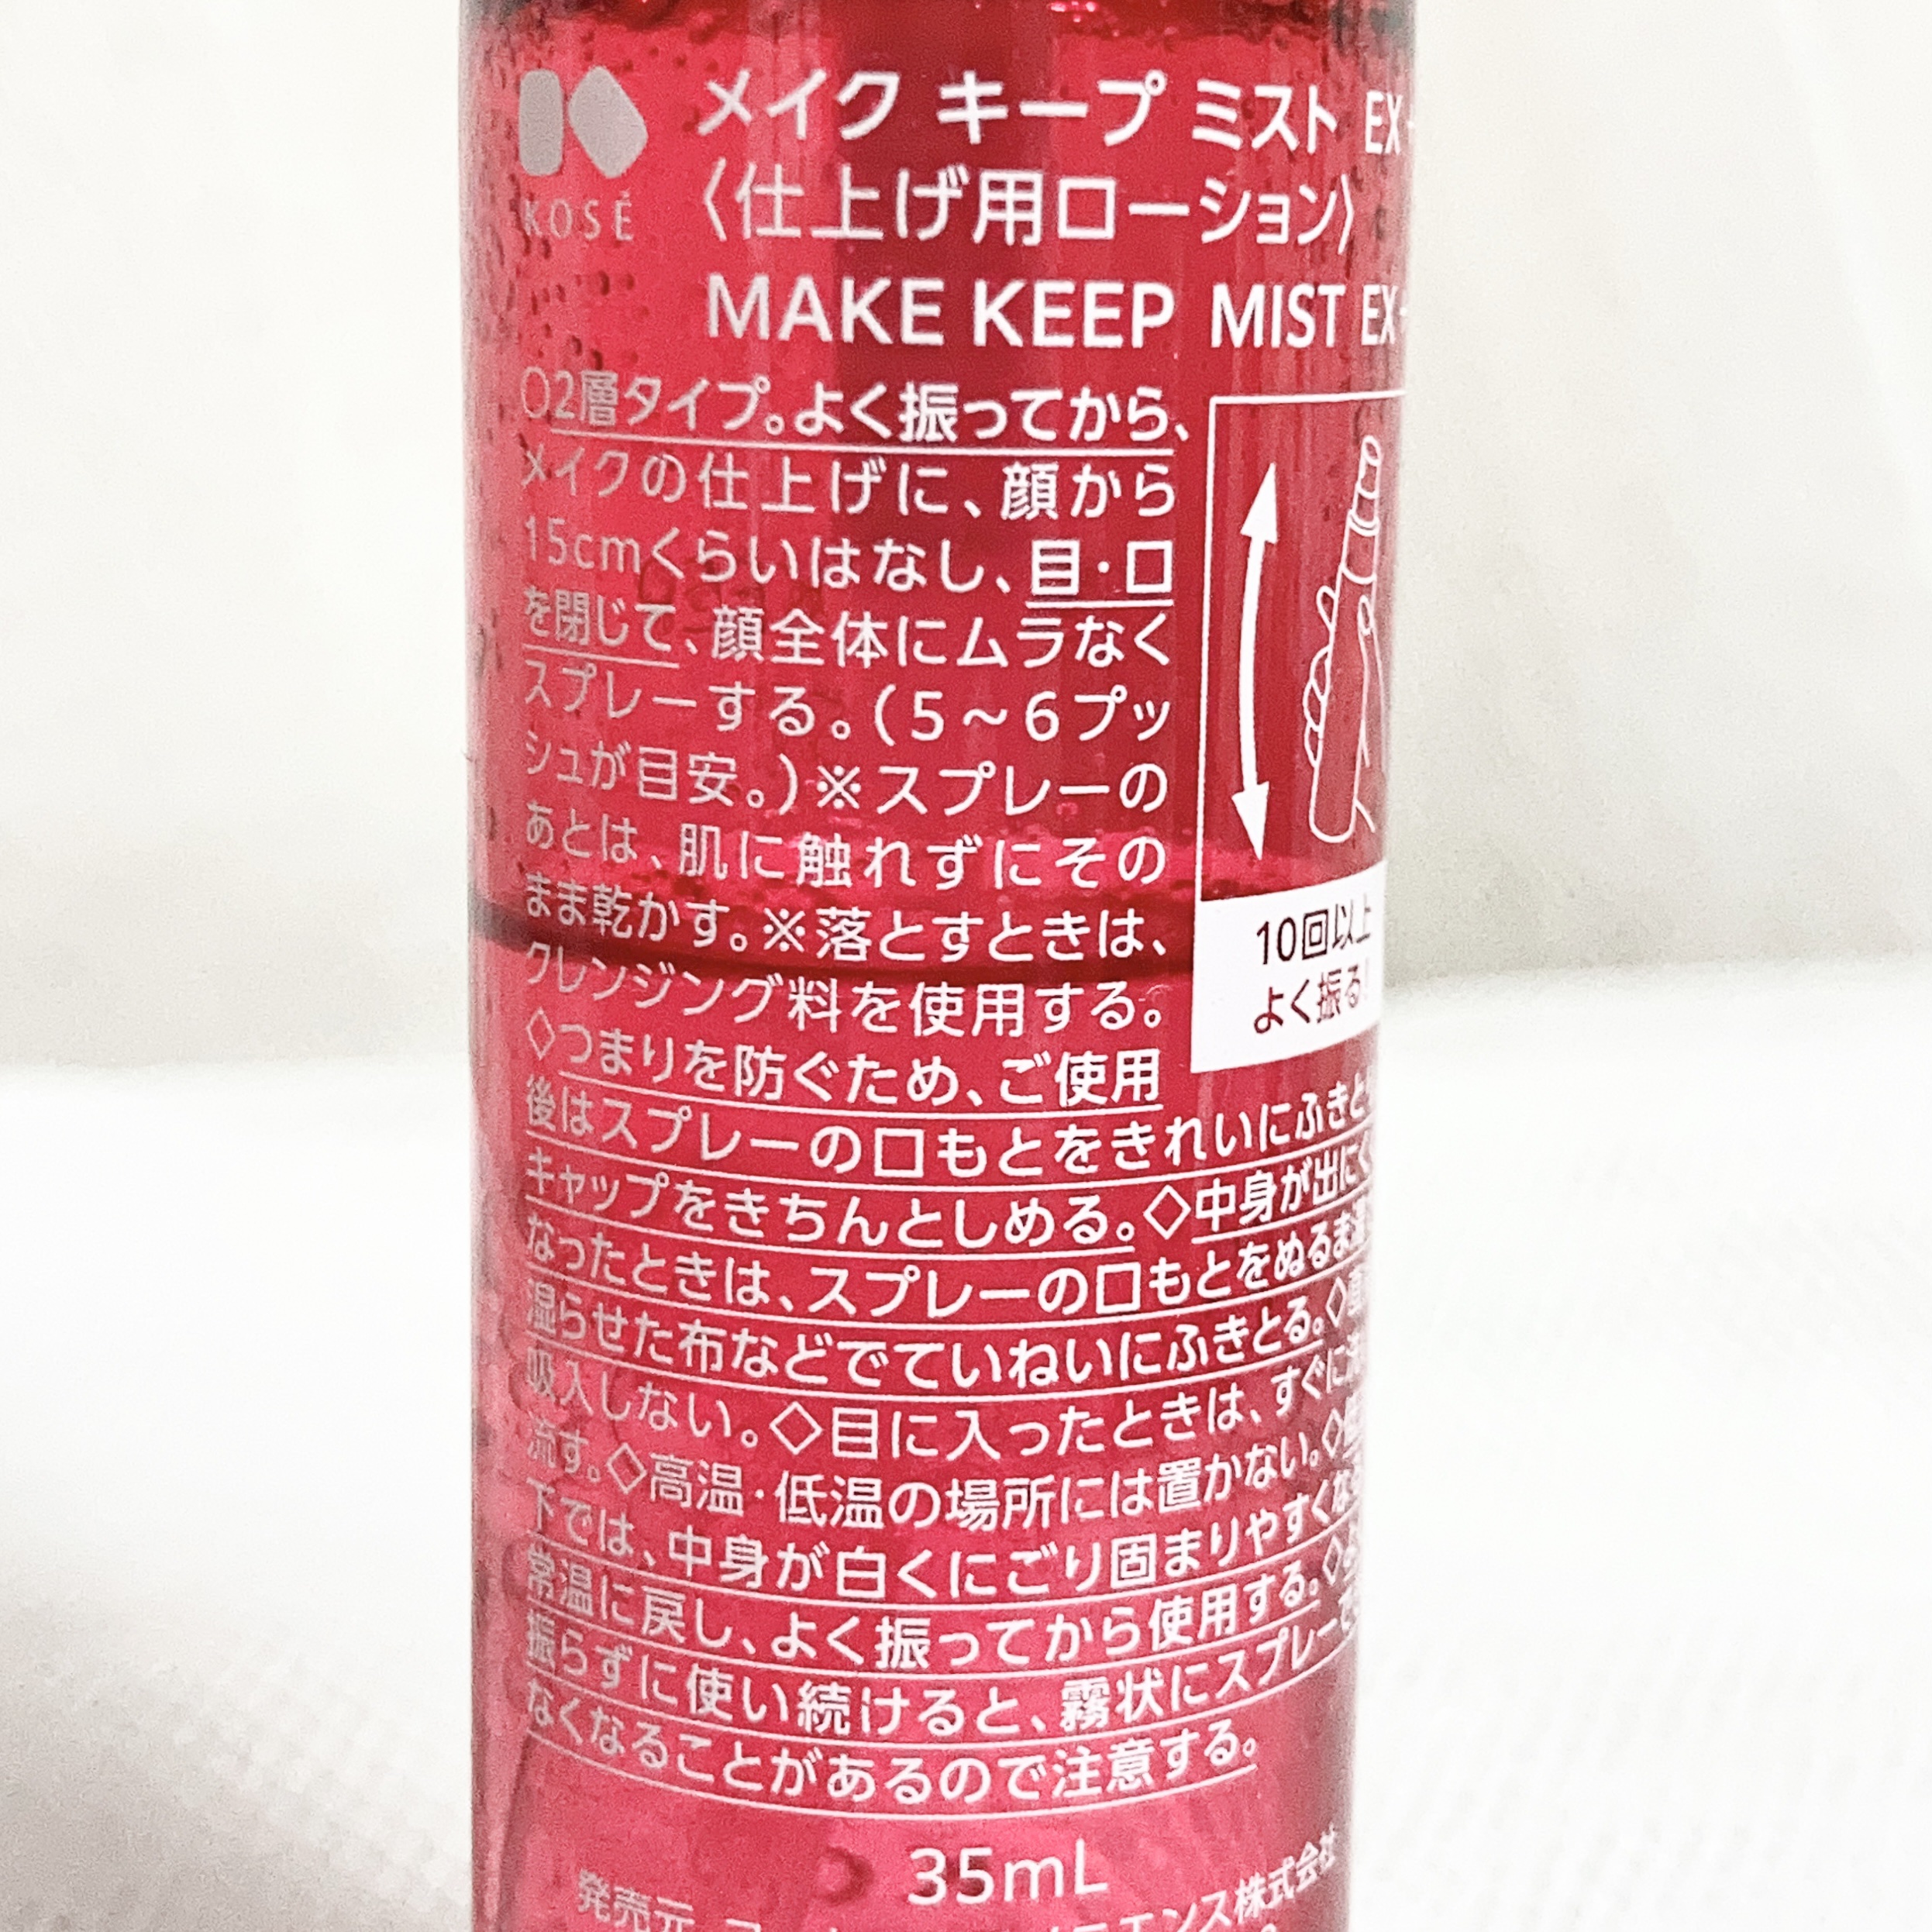 メイク キープ ミスト EX
KOSÉ
〈仕上げ用ローション〉
MAKE KEEP MIST EX
○2層タイプ。よく振ってから、
メイクの仕上げに、顔から
15cmくらいはなし、目・口
を閉じて、顔全体にムラなく
スプレーする。(5~6プッ
シュが目安。)※スプレーの
あとは、肌に触れずにその
まま乾かす。※落とすときは、
クレンジング料を使用する。
10回以上
よく振る!
◇つまりを防ぐため、ご使用
後はスプレーの口もとをきれいにふきと
キャップをきちんとしめる。◇中身が出にく
なったときは、スプレーの口もとをぬるま
湿らせた布などでていねいにふきとる。◇
吸入しない。◇目に入ったときは、すぐに
流す。◇高温・低温の場所には置かない。◇
下では、中身が白くにごり固まりやすくな
常温に戻し、よく振ってから使用する。◇
振らずに使い続けると、霧状にスプレーで
なくなることがあるので注意する。
35mL
発売元
エンス株式会社